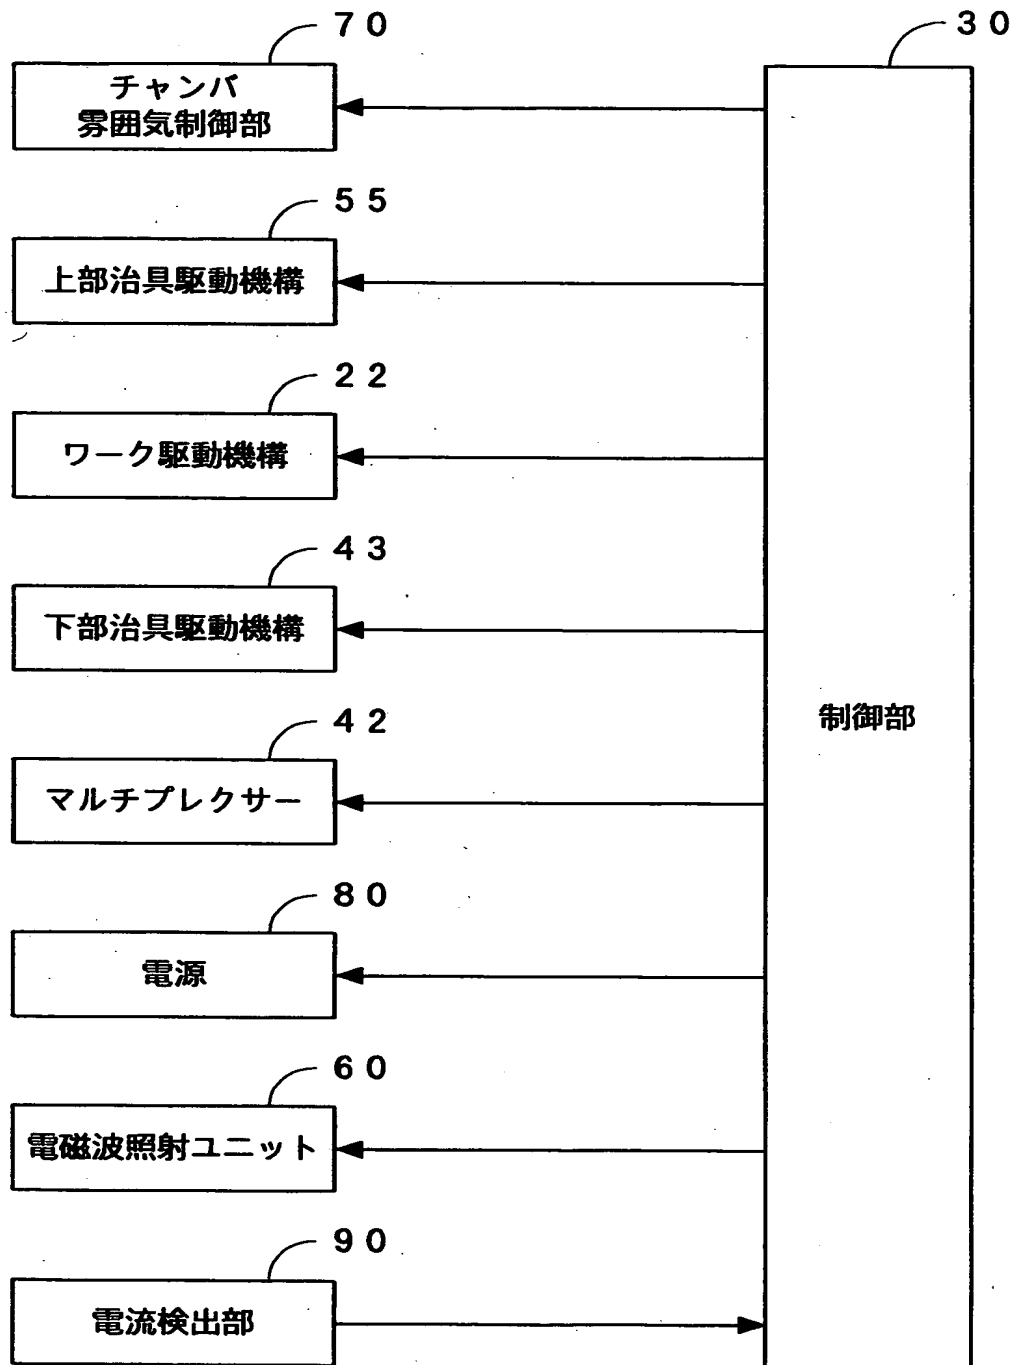 ７０
チャンバ
雰囲気制御部
３０
５５
上部治具駆動機構
２２
ワーク駆動機構
４３
下部治具駆動機構
制御部
４２
マルチプレクサー
８０
電源
６０
電磁波照射ユニット
９０
電流検出部